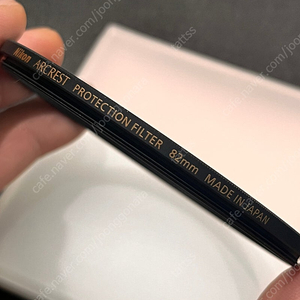 Nikon ARCREST PROTECTION FILTER 82mm MADE IN JAPAN